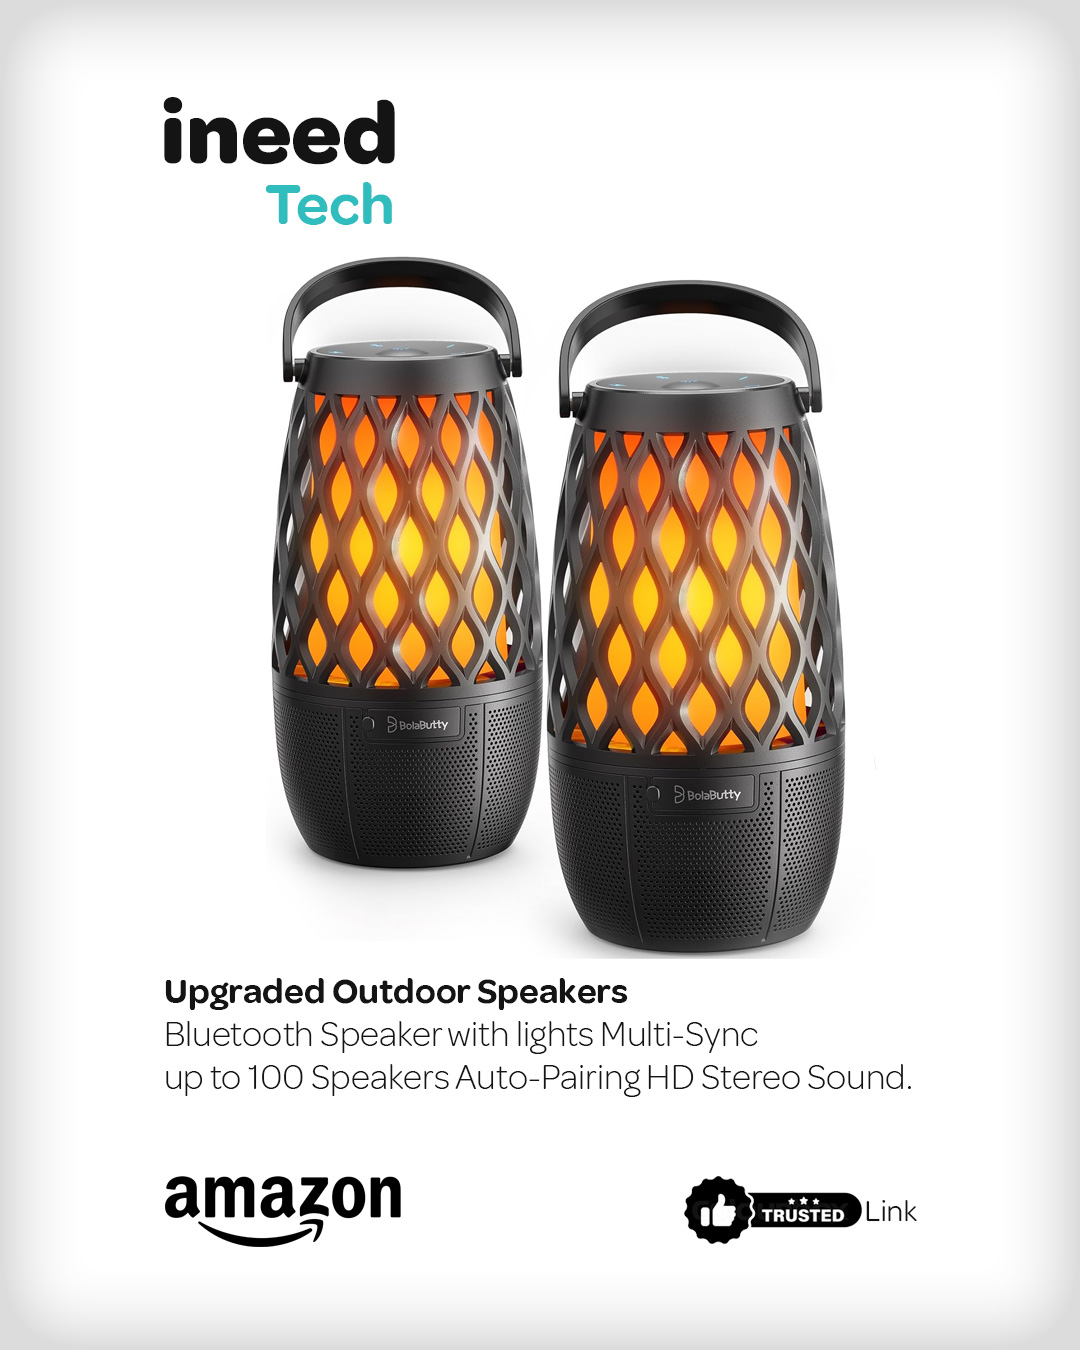 ineed
Tech
BolaButty
BolaButty
Upgraded Outdoor Speakers
Bluetooth Speaker with lights Multi-Sync
up to 100 Speakers Auto-Pairing HD Stereo Sound.
amazon
TRUSTED Link